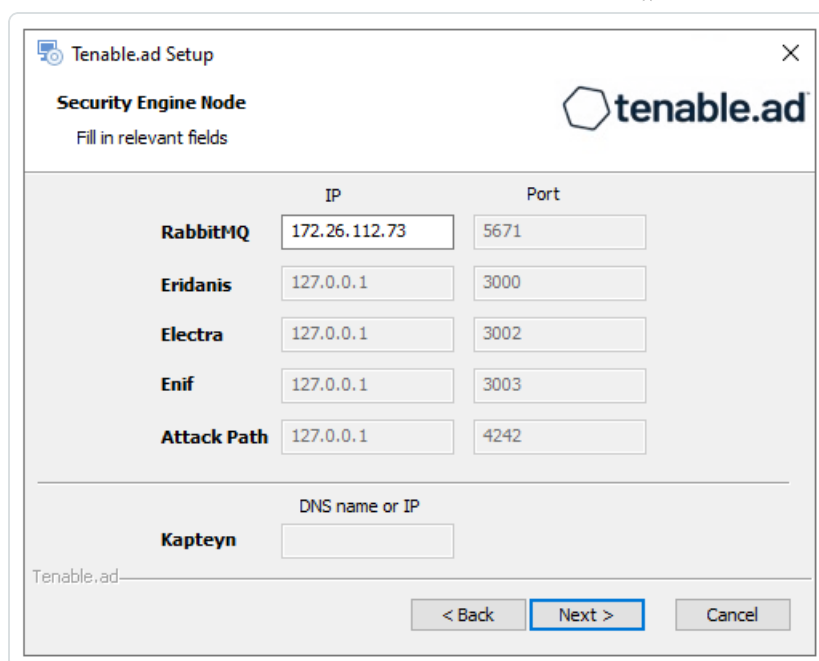 Tenable.ad Setup
Security Engine Node
tenable.ad
Fill in relevant fields
IP Port
RabbitMQ 172.26.112.73 5671
Eridanis 127.0.0.1 3000
Electra 127.0.0.1 3002
Enif 127.0.0.1 3003
Attack Path 127.0.0.1 4242
DNS name or IP
Kapteyn
Tenable.ad
< Back Next > Cancel